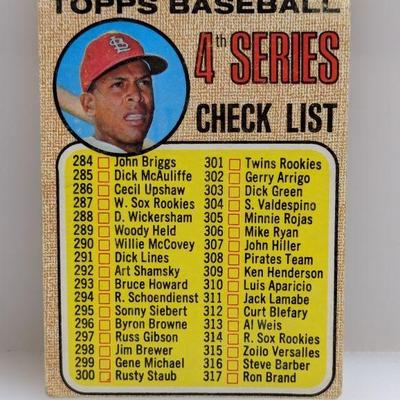 TOPPS BASEBALL
4th SERIES
CHECK LIST
284 John Briggs 301 Twins Rookies
285 Dick McAuliffe 302 Gerry Arrigo
286 Cecil Upshaw 303 Dick Green
287 W. Sox Rookies 304 S. Valdespino
288 D. Wickersham 305 Minnie Rojas
289 Woody Held 306 Mike Ryan
290 Willie McCovey 307 John Hiller
291 Dick Lines 308 Pirates Team
292 Art Shamsky 309 Ken Henderson
293 Bruce Howard 310 Luis Aparicio
294 R. Schoendienst 311 Jack Lamabe
295 Sonny Siebert 312 Curt Blefary
296 Byron Browne 313 Al Weis
297 Russ Gibson 314 R. Sox Rookies
298 Jim Brewer 315 Zoilo Versalles
299 Gene Michael 316 Steve Barber
300 Rusty Staub 317 Ron Brand